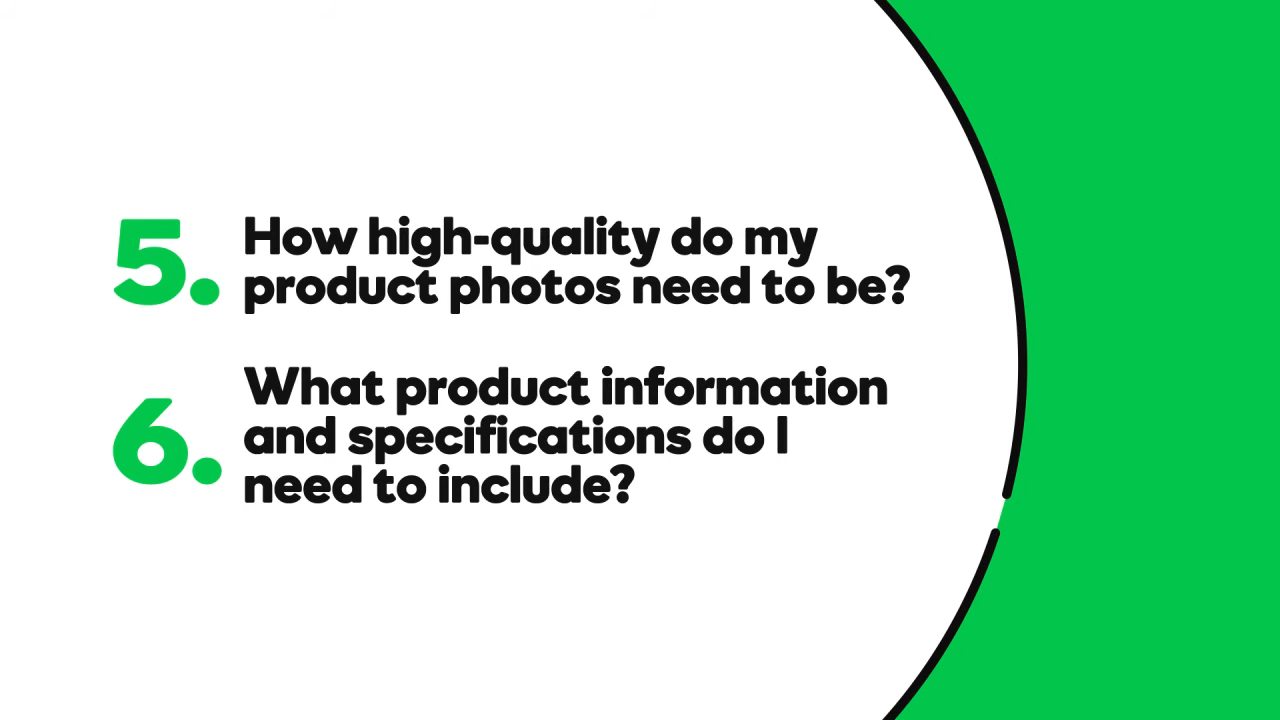 5. How high-quality do my
product photos need to be?
6. What product information
and specifications do I
need to include?